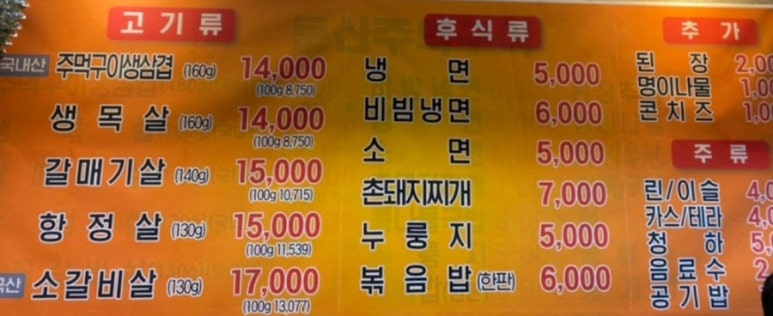 고기류
국내산 주먹구이생삼겹 (160g) 14,000
(100g 8,750)
생목살 (160g) 14,000
(100g 8,750)
갈매기살 (140g) 15,000
(100g 10,715)
항정살 (130g) 15,000
(100g 11,539)
소갈비살 (130g) 17,000
(100g 13,077)
후식류
냉면 5,000
비빔냉면 6,000
소면 5,000
촌돼지찌개 7,000
누룽지 5,000
볶음밥 (한판) 6,000
추가
된장
명이나물
콘치즈
주류
린/이슬
카스/테라
청하
음료수
공기밥